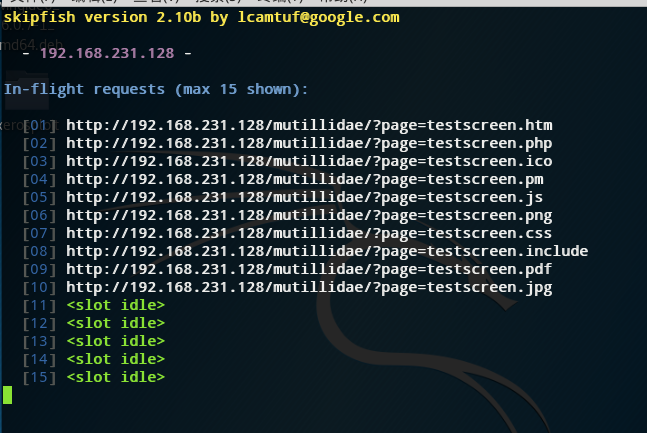 skipfish version 2.10b by lcamtuf@google.com
- 192.168.231.128 -
In-flight requests (max 15 shown):
[01] http://192.168.231.128/mutillidae/?page=testscreen.htm
[02] http://192.168.231.128/mutillidae/?page=testscreen.php
[03] http://192.168.231.128/mutillidae/?page=testscreen.ico
[04] http://192.168.231.128/mutillidae/?page=testscreen.pm
[05] http://192.168.231.128/mutillidae/?page=testscreen.js
[06] http://192.168.231.128/mutillidae/?page=testscreen.png
[07] http://192.168.231.128/mutillidae/?page=testscreen.css
[08] http://192.168.231.128/mutillidae/?page=testscreen.include
[09] http://192.168.231.128/mutillidae/?page=testscreen.pdf
[10] http://192.168.231.128/mutillidae/?page=testscreen.jpg
[11] <slot idle>
[12] <slot idle>
[13] <slot idle>
[14] <slot idle>
[15] <slot idle>
md64.deb